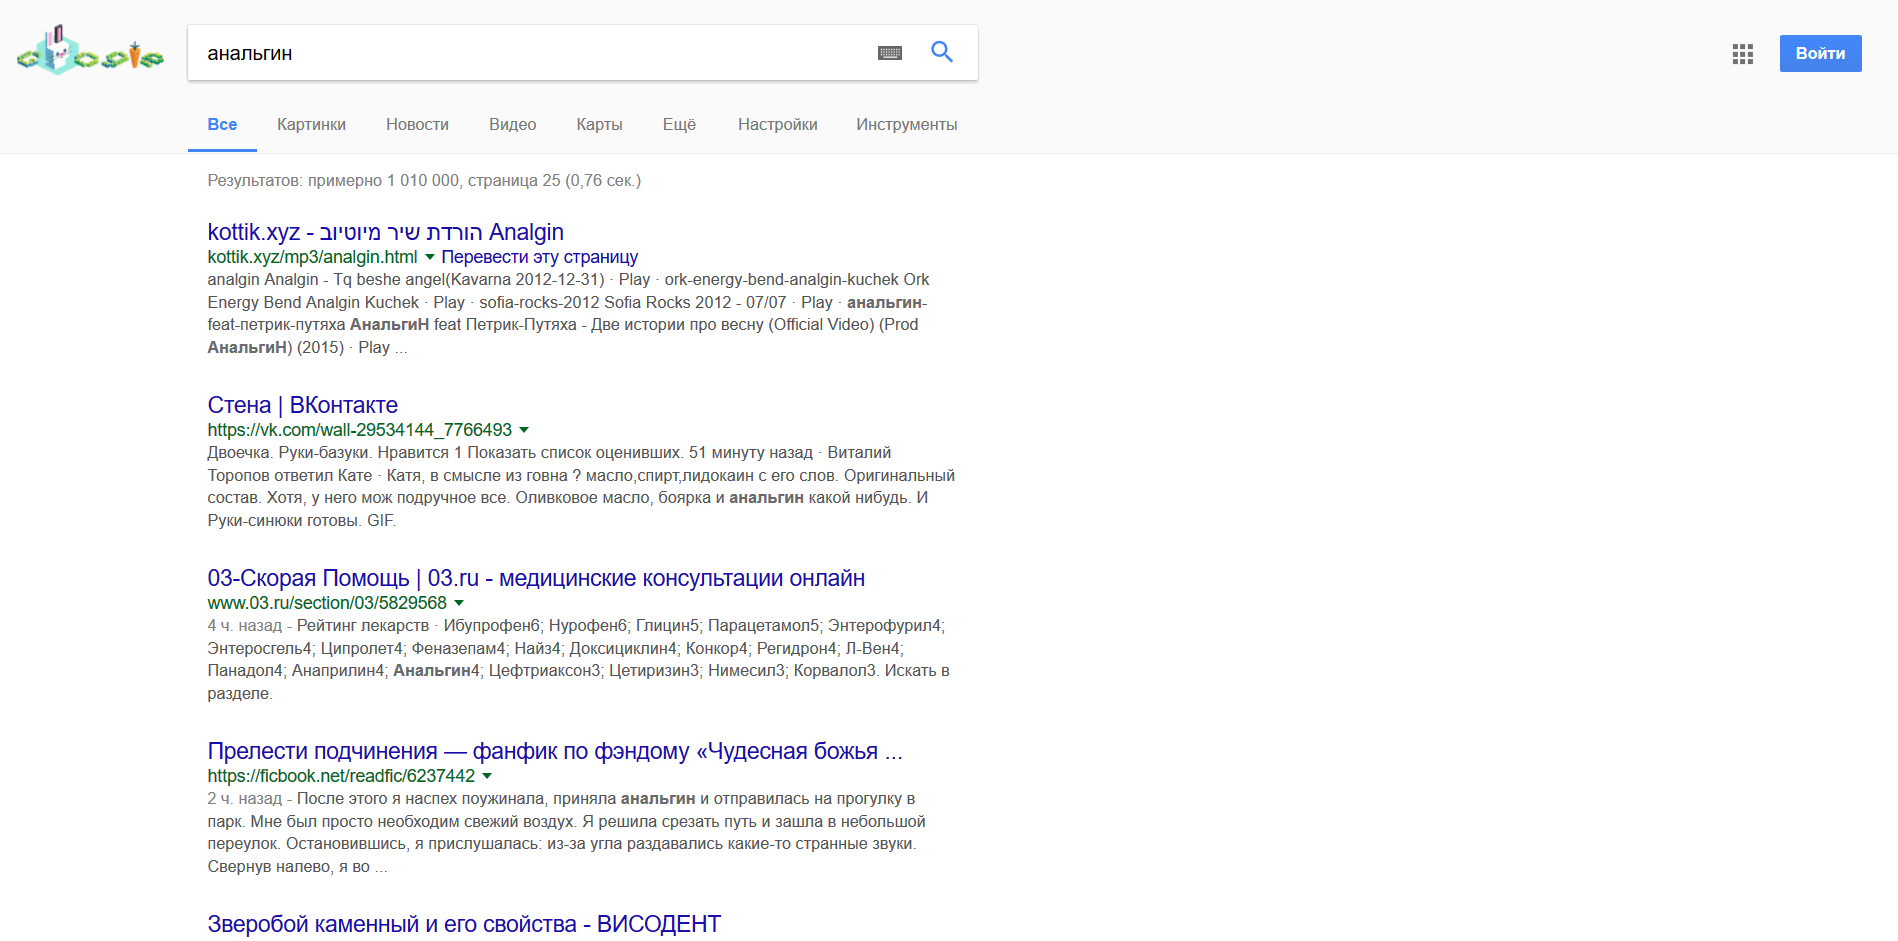 Google
анальгин
Войти
Все Картинки Новости Видео Карты Ещё Настройки Инструменты
Результатов: примерно 1 010 000, страница 25 (0,76 сек.)
kottik.xyz - הורדת שיר מיוטיוב Analgin
kottik.xyz/mp3/analgin.html Перевести эту страницу
analgin Analgin - Tq beshe angel(Kavarna 2012-12-31) · Play · ork-energy-bend-analgin-kuchek Ork
Energy Bend Analgin Kuchek · Play · sofia-rocks-2012 Sofia Rocks 2012 - 07/07 · Play · анальгин-
feat-петрик-путяха АнальгиН feat Петрик-Путяха - Две истории про весну (Official Video) (Prod
АнальгиН) (2015) · Play ...
Стена | ВКонтакте
https://vk.com/wall-29534144_7766493
Двоечка. Руки-базуки. Нравится 1 Показать список оценивших. 51 минуту назад · Виталий
Торопов ответил Кате · Катя, в смысле из говна ? масло,спирт,лидокаин с его слов. Оригинальный
состав. Хотя, у него мож подручное все. Оливковое масло, боярка и анальгин какой нибудь. И
Руки-синюки готовы. GIF.
03-Скорая Помощь | 03.ru - медицинские консультации онлайн
www.03.ru/section/03/5829568
4 ч. назад - Рейтинг лекарств · Ибупрофен6; Нурофен6; Глицин5; Парацетамол5; Энтерофурил4;
Энтеросгель4; Ципролет4; Феназепам4; Найз4; Доксициклин4; Конкор4; Регидрон4; Л-Вен4;
Панадол4; Анаприлин4; Анальгин4; Цефтриаксон3; Цетиризин3; Нимесил3; Корвалол3. Искать в
разделе.
Прелести подчинения — фанфик по фэндому «Чудесная божья ...
https://ficbook.net/readfic/6237442
2 ч. назад - После этого я наспех поужинала, приняла анальгин и отправилась на прогулку в
парк. Мне был просто необходим свежий воздух. Я решила срезать путь и зашла в небольшой
переулок. Остановившись, я прислушалась: из-за угла раздавались какие-то странные звуки.
Свернув налево, я во ...
Зверобой каменный и его свойства - ВИСОДЕНТ